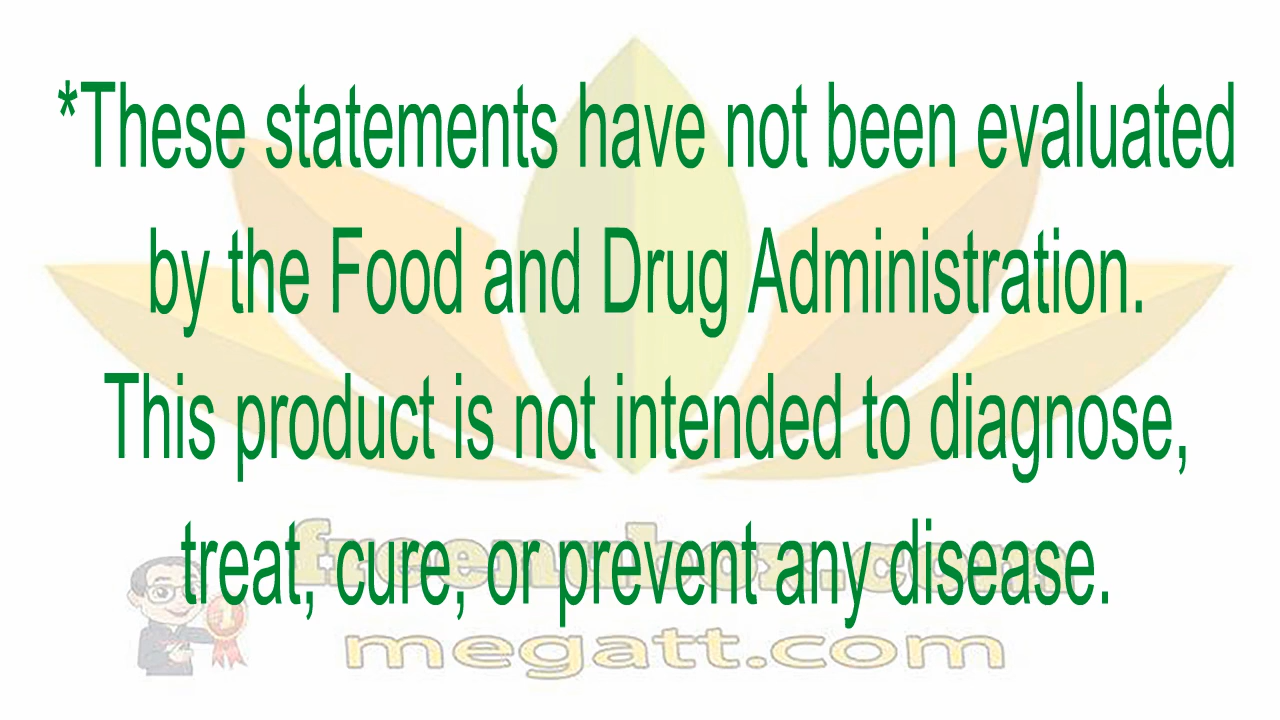 *These statements have not been evaluated
by the Food and Drug Administration.
This product is not intended to diagnose,
treat, cure, or prevent any disease.
megatt.com
1